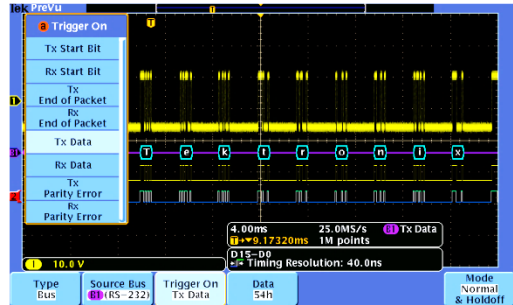 Tek PreVu
T
a Trigger On
Tx Start Bit
Rx Start Bit
Tx
End of Packet
Rx
End of Packet
Tx Data
Rx Data
Tx
Parity Error
Rx
Parity Error
T
1
B1
T e k t r o n i x
2
4.00ms 25.0MS/s B1 Tx Data
T→▼9.17320ms 1M points
D15-D0
Timing Resolution: 40.0ns
1 10.0 V
Type
Bus
Source Bus
B1 (RS-232)
Trigger On
Tx Data
Data
54h
Mode
Normal
& Holdoff